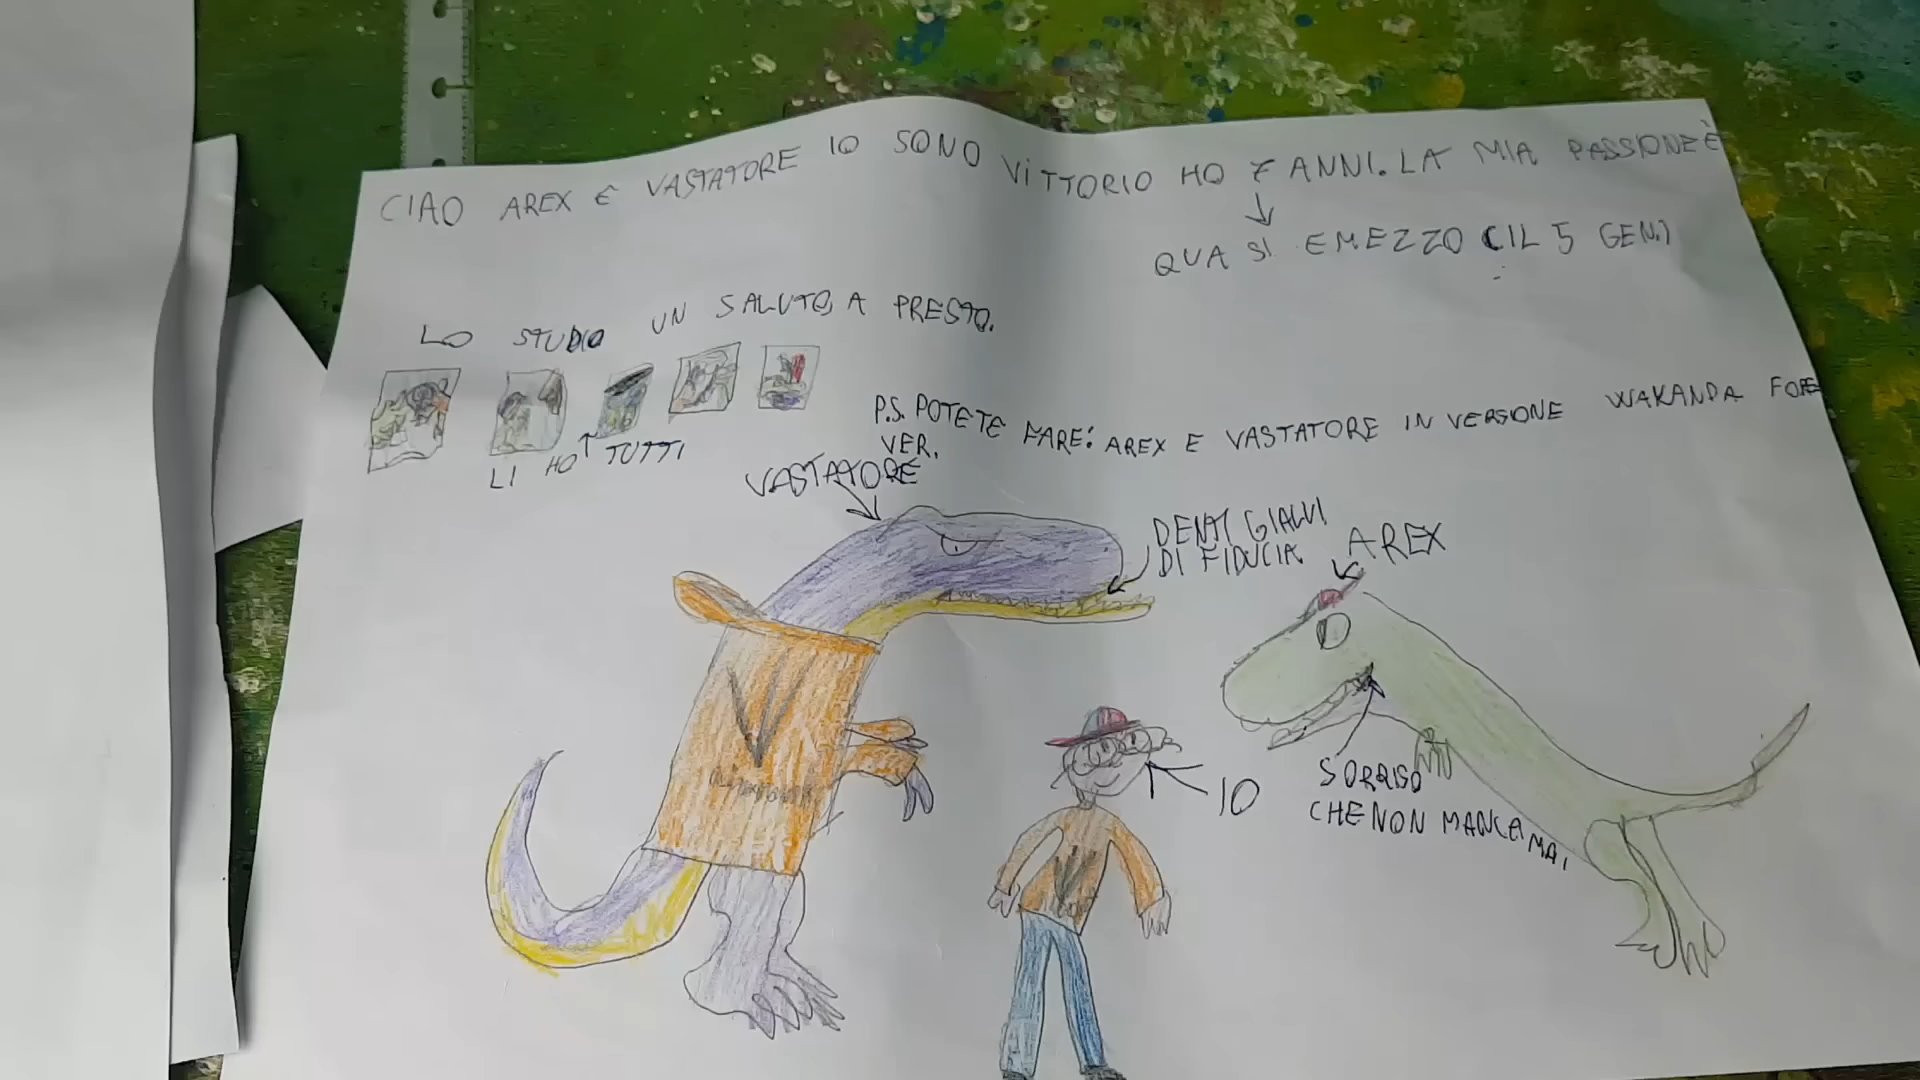 CIAO AREX E VASTATORE IO SONO VITTORIO HO 7 ANNI. LA MIA PASSIONE È
QUASI E MEZZO (IL 5 GEN.)
LO STUDIO UN SALUTO, A PRESTO.
LI HO TUTTI
P.S. POTETE FARE: AREX E VASTATORE IN VERSIONE WAKANDA FORE
VER.
VASTATORE
DENTI GIALLI
DI FIDUCIA
AREX
V
IO
SORRISO
CHE NON MANCA MAI
V